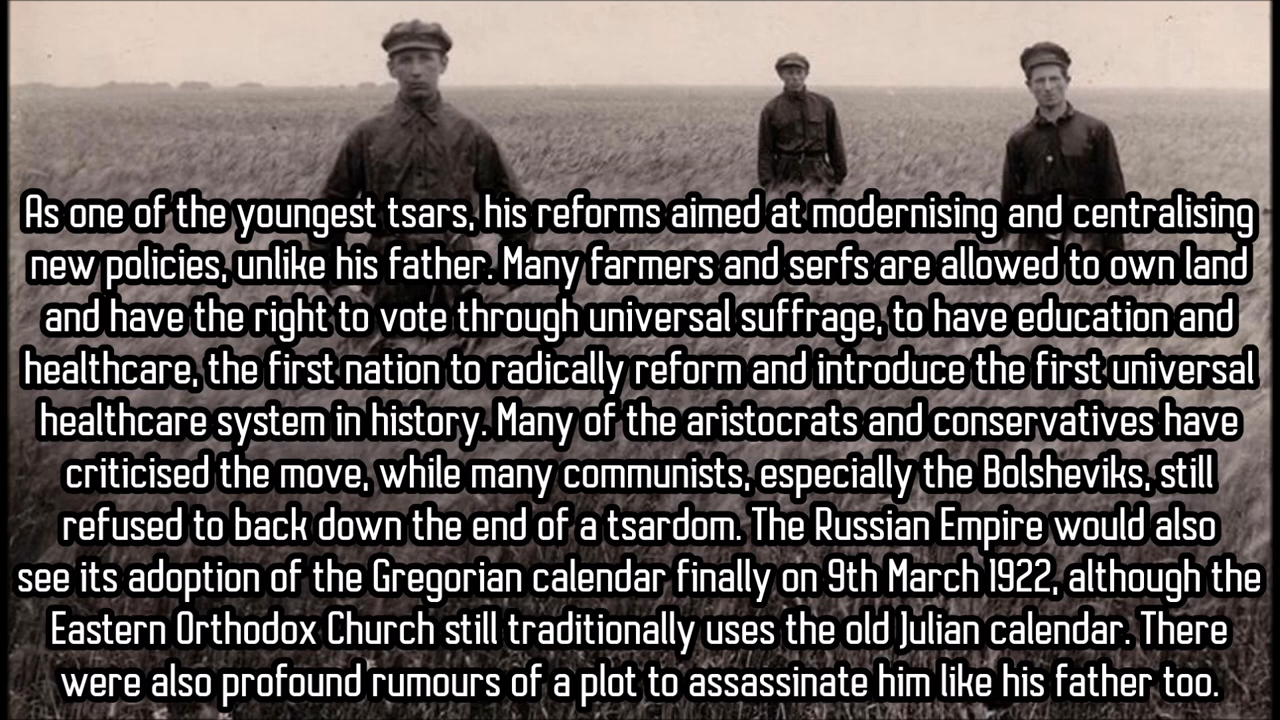 As one of the youngest tsars, his reforms aimed at modernising and centralising
new policies, unlike his father. Many farmers and serfs are allowed to own land
and have the right to vote through universal suffrage, to have education and
healthcare, the first nation to radically reform and introduce the first universal
healthcare system in history. Many of the aristocrats and conservatives have
criticised the move, while many communists, especially the Bolsheviks, still
refused to back down the end of a tsardom. The Russian Empire would also
see its adoption of the Gregorian calendar finally on 9th March 1922, although the
Eastern Orthodox Church still traditionally uses the old Julian calendar. There
were also profound rumours of a plot to assassinate him like his father too.